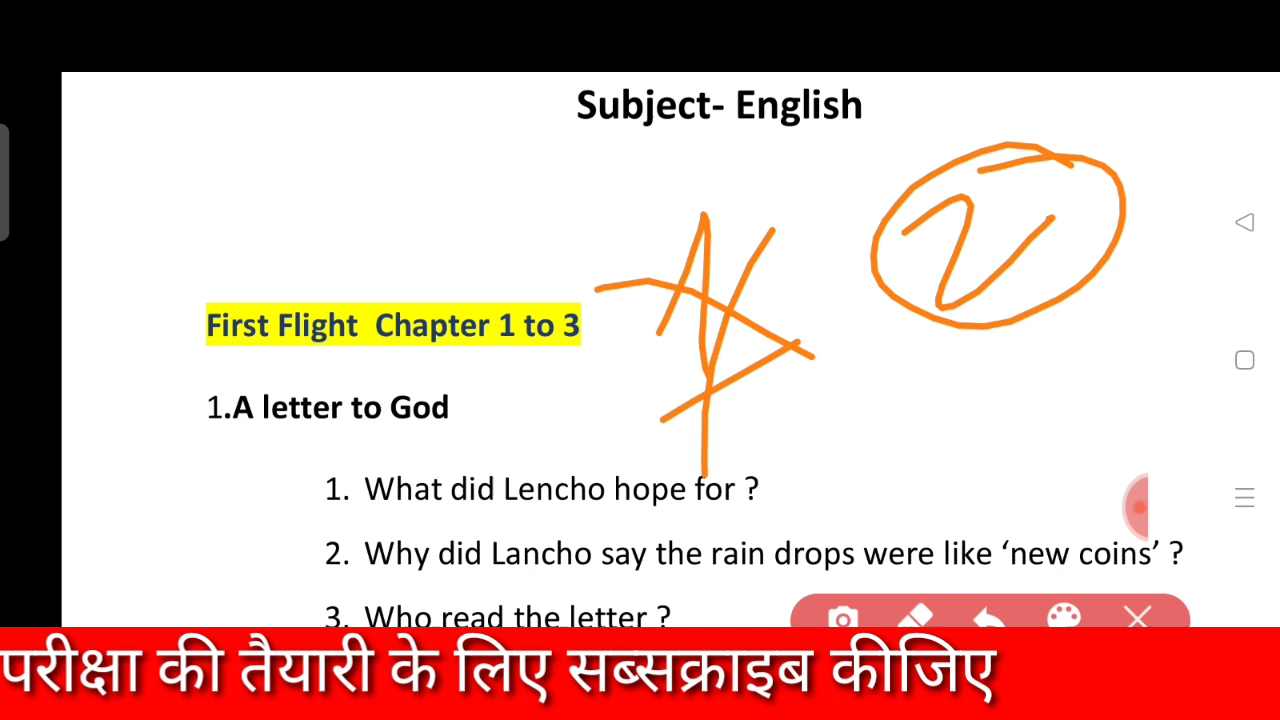 Subject- English
First Flight Chapter 1 to 3
1.A letter to God
1. What did Lencho hope for ?
2. Why did Lancho say the rain drops were like ‘new coins’ ?
3. Who read the letter ?
परीक्षा की तैयारी के लिए सब्सक्राइब कीजिए